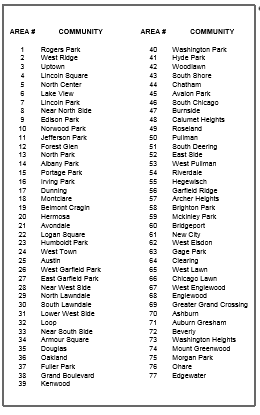 AREA # COMMUNITY AREA # COMMUNITY
1 Rogers Park 40 Washington Park
2 West Ridge 41 Hyde Park
3 Uptown 42 Woodlawn
4 Lincoln Square 43 South Shore
5 North Center 44 Chatham
6 Lake View 45 Avalon Park
7 Lincoln Park 46 South Chicago
8 Near North Side 47 Burnside
9 Edison Park 48 Calumet Heights
10 Norwood Park 49 Roseland
11 Jefferson Park 50 Pullman
12 Forest Glen 51 South Deering
13 North Park 52 East Side
14 Albany Park 53 West Pullman
15 Portage Park 54 Riverdale
16 Irving Park 55 Hegewisch
17 Dunning 56 Garfield Ridge
18 Montclare 57 Archer Heights
19 Belmont Cragin 58 Brighton Park
20 Hermosa 59 Mckinley Park
21 Avondale 60 Bridgeport
22 Logan Square 61 New City
23 Humboldt Park 62 West Elsdon
24 West Town 63 Gage Park
25 Austin 64 Clearing
26 West Garfield Park 65 West Lawn
27 East Garfield Park 66 Chicago Lawn
28 Near West Side 67 West Englewood
29 North Lawndale 68 Englewood
30 South Lawndale 69 Greater Grand Crossing
31 Lower West Side 70 Ashburn
32 Loop 71 Auburn Gresham
33 Near South Side 72 Beverly
34 Armour Square 73 Washington Heights
35 Douglas 74 Mount Greenwood
36 Oakland 75 Morgan Park
37 Fuller Park 76 Ohare
38 Grand Boulevard 77 Edgewater
39 Kenwood